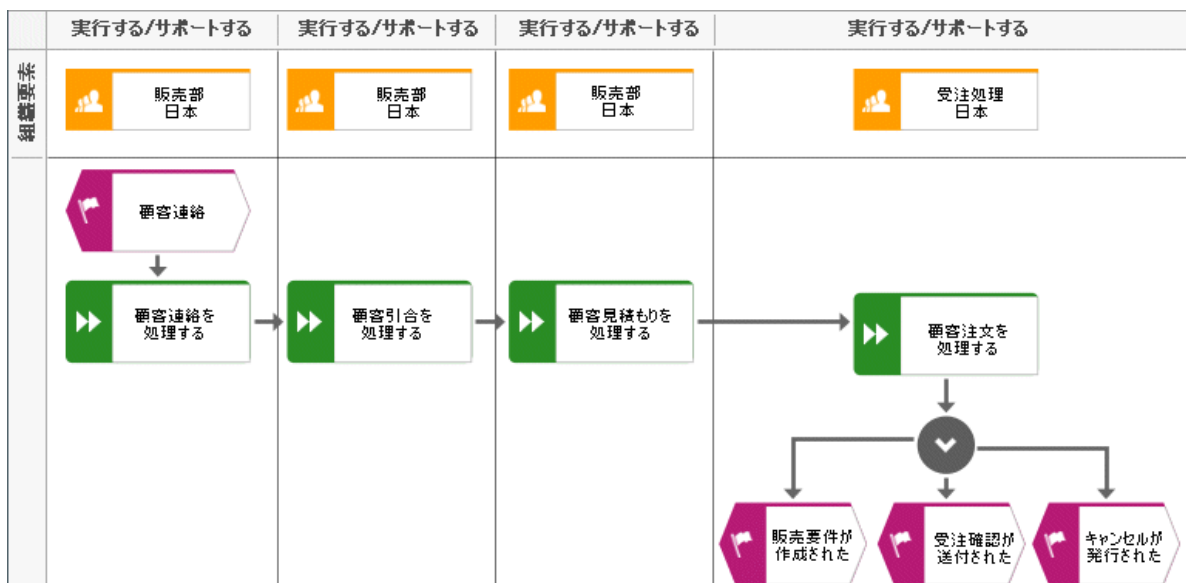 実行する/サポートする
実行する/サポートする
実行する/サポートする
実行する/サポートする
組織要素
販売部
日本
販売部
日本
販売部
日本
受注処理
日本
顧客連絡
顧客連絡を
処理する
顧客引合を
処理する
顧客見積もりを
処理する
顧客注文を
処理する
販売要件が
作成された
受注確認が
送付された
キャンセルが
発行された